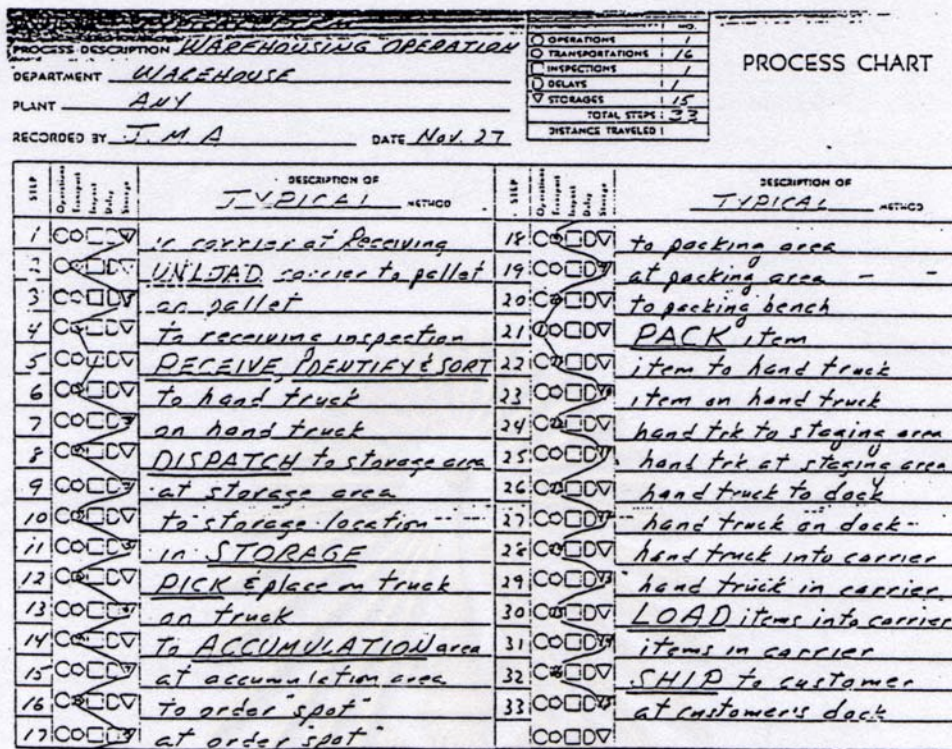 PROCESS DESCRIPTION WAREHOUSING OPERATION
DEPARTMENT WAREHOUSE
PLANT ANY
RECORDED BY J.M.A DATE Nov. 27
NO.
OPERATIONS 1
TRANSPORTATIONS 16
INSPECTIONS 1
DELAYS 1
STORAGES 15
TOTAL STEPS 33
DISTANCE TRAVELED
PROCESS CHART
STEP Operations Transport Inspect Delay Storage DESCRIPTION OF TYPICAL METHOD
1 in carrier at Receiving
2 UNLOAD carrier to pallet
3 on pallet
4 to receiving inspection
5 RECEIVE, IDENTIFY & SORT
6 to hand truck
7 on hand truck
8 DISPATCH to storage area
9 at storage area
10 to storage location
11 in STORAGE
12 PICK & place on truck
13 on truck
14 to ACCUMULATION area
15 at accumulation area
16 to order "spot"
17 at order "spot"
STEP Operations Transport Inspect Delay Storage DESCRIPTION OF TYPICAL METHOD
18 to packing area
19 at packing area
20 to packing bench
21 PACK item
22 item to hand truck
23 item on hand truck
24 hand trk to staging area
25 hand trk at staging area
26 hand truck to dock
27 hand truck on dock
28 hand truck into carrier
29 hand truck in carrier
30 LOAD items into carrier
31 items in carrier
32 SHIP to customer
33 at customer's dock